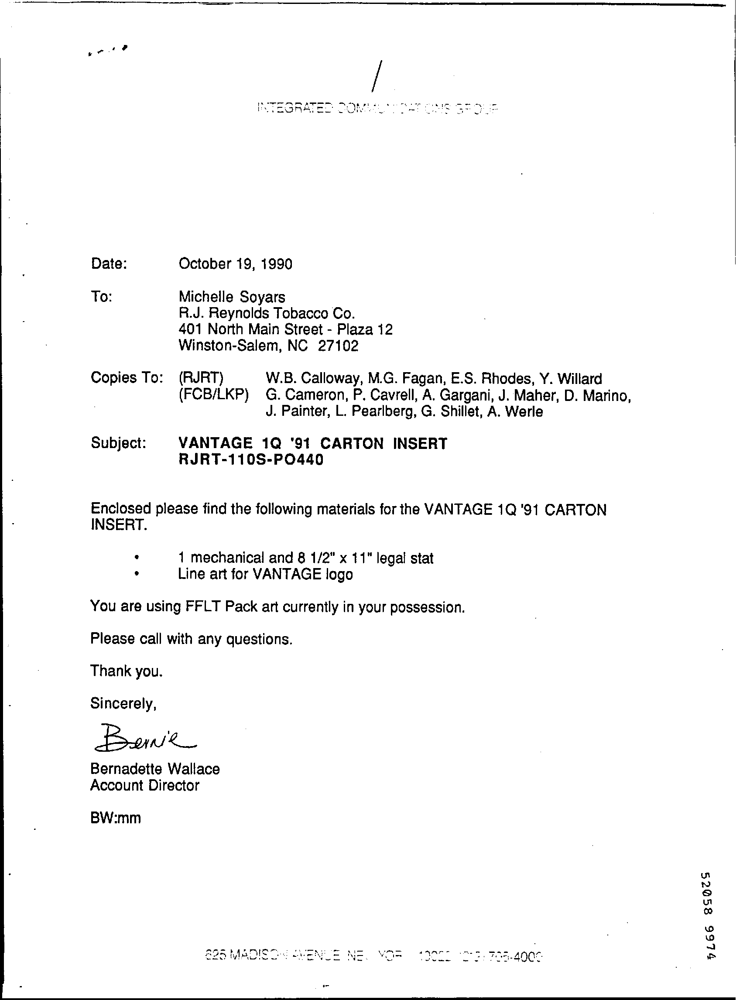 INTEGRATED COMMUNICATIONS GROUP
Date: October 19, 1990
To: Michelle Soyars
R.J. Reynolds Tobacco Co.
401 North Main Street - Plaza 12
Winston-Salem, NC 27102
Copies To: (RJRT) W.B. Calloway, M.G. Fagan, E.S. Rhodes, Y. Willard
(FCB/LKP) G. Cameron, P. Cavrell, A. Gargani, J. Maher, D. Marino,
J. Painter, L. Pearlberg, G. Shillet, A. Werle
Subject: VANTAGE 1Q '91 CARTON INSERT
RJRT-110S-PO440
Enclosed please find the following materials for the VANTAGE 1Q '91 CARTON
INSERT.
• 1 mechanical and 8 1/2" x 11" legal stat
• Line art for VANTAGE logo
You are using FFLT Pack art currently in your possession.
Please call with any questions.
Thank you.
Sincerely,
Bernie
Bernadette Wallace
Account Director
BW:mm
52058 9974
MADISON AVENUE NEW YORK